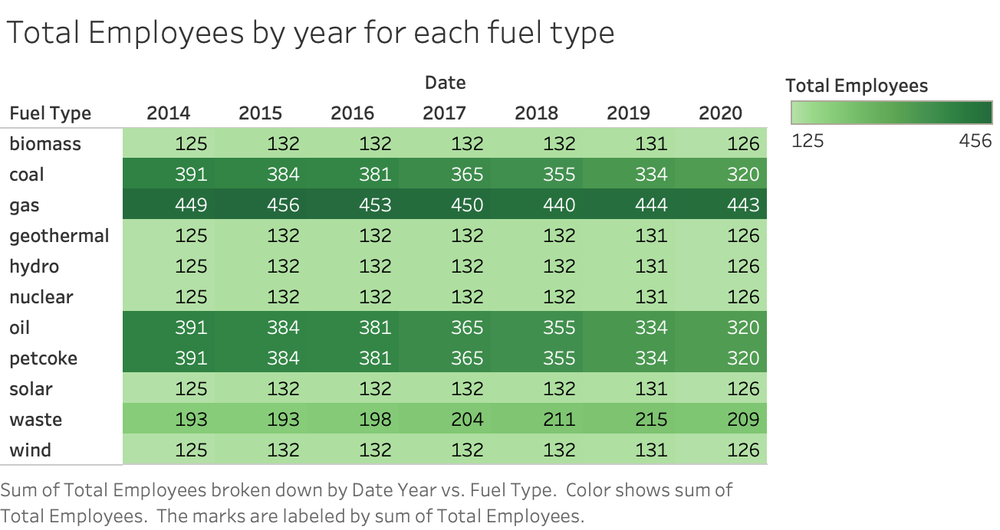 Total Employees by year for each fuel type
Date
Fuel Type 2014 2015 2016 2017 2018 2019 2020
biomass 125 132 132 132 132 131 126
coal 391 384 381 365 355 334 320
gas 449 456 453 450 440 444 443
geothermal 125 132 132 132 132 131 126
hydro 125 132 132 132 132 131 126
nuclear 125 132 132 132 132 131 126
oil 391 384 381 365 355 334 320
petcoke 391 384 381 365 355 334 320
solar 125 132 132 132 132 131 126
waste 193 193 198 204 211 215 209
wind 125 132 132 132 132 131 126
Total Employees
125 456
Sum of Total Employees broken down by Date Year vs. Fuel Type.  Color shows sum of
Total Employees.  The marks are labeled by sum of Total Employees.